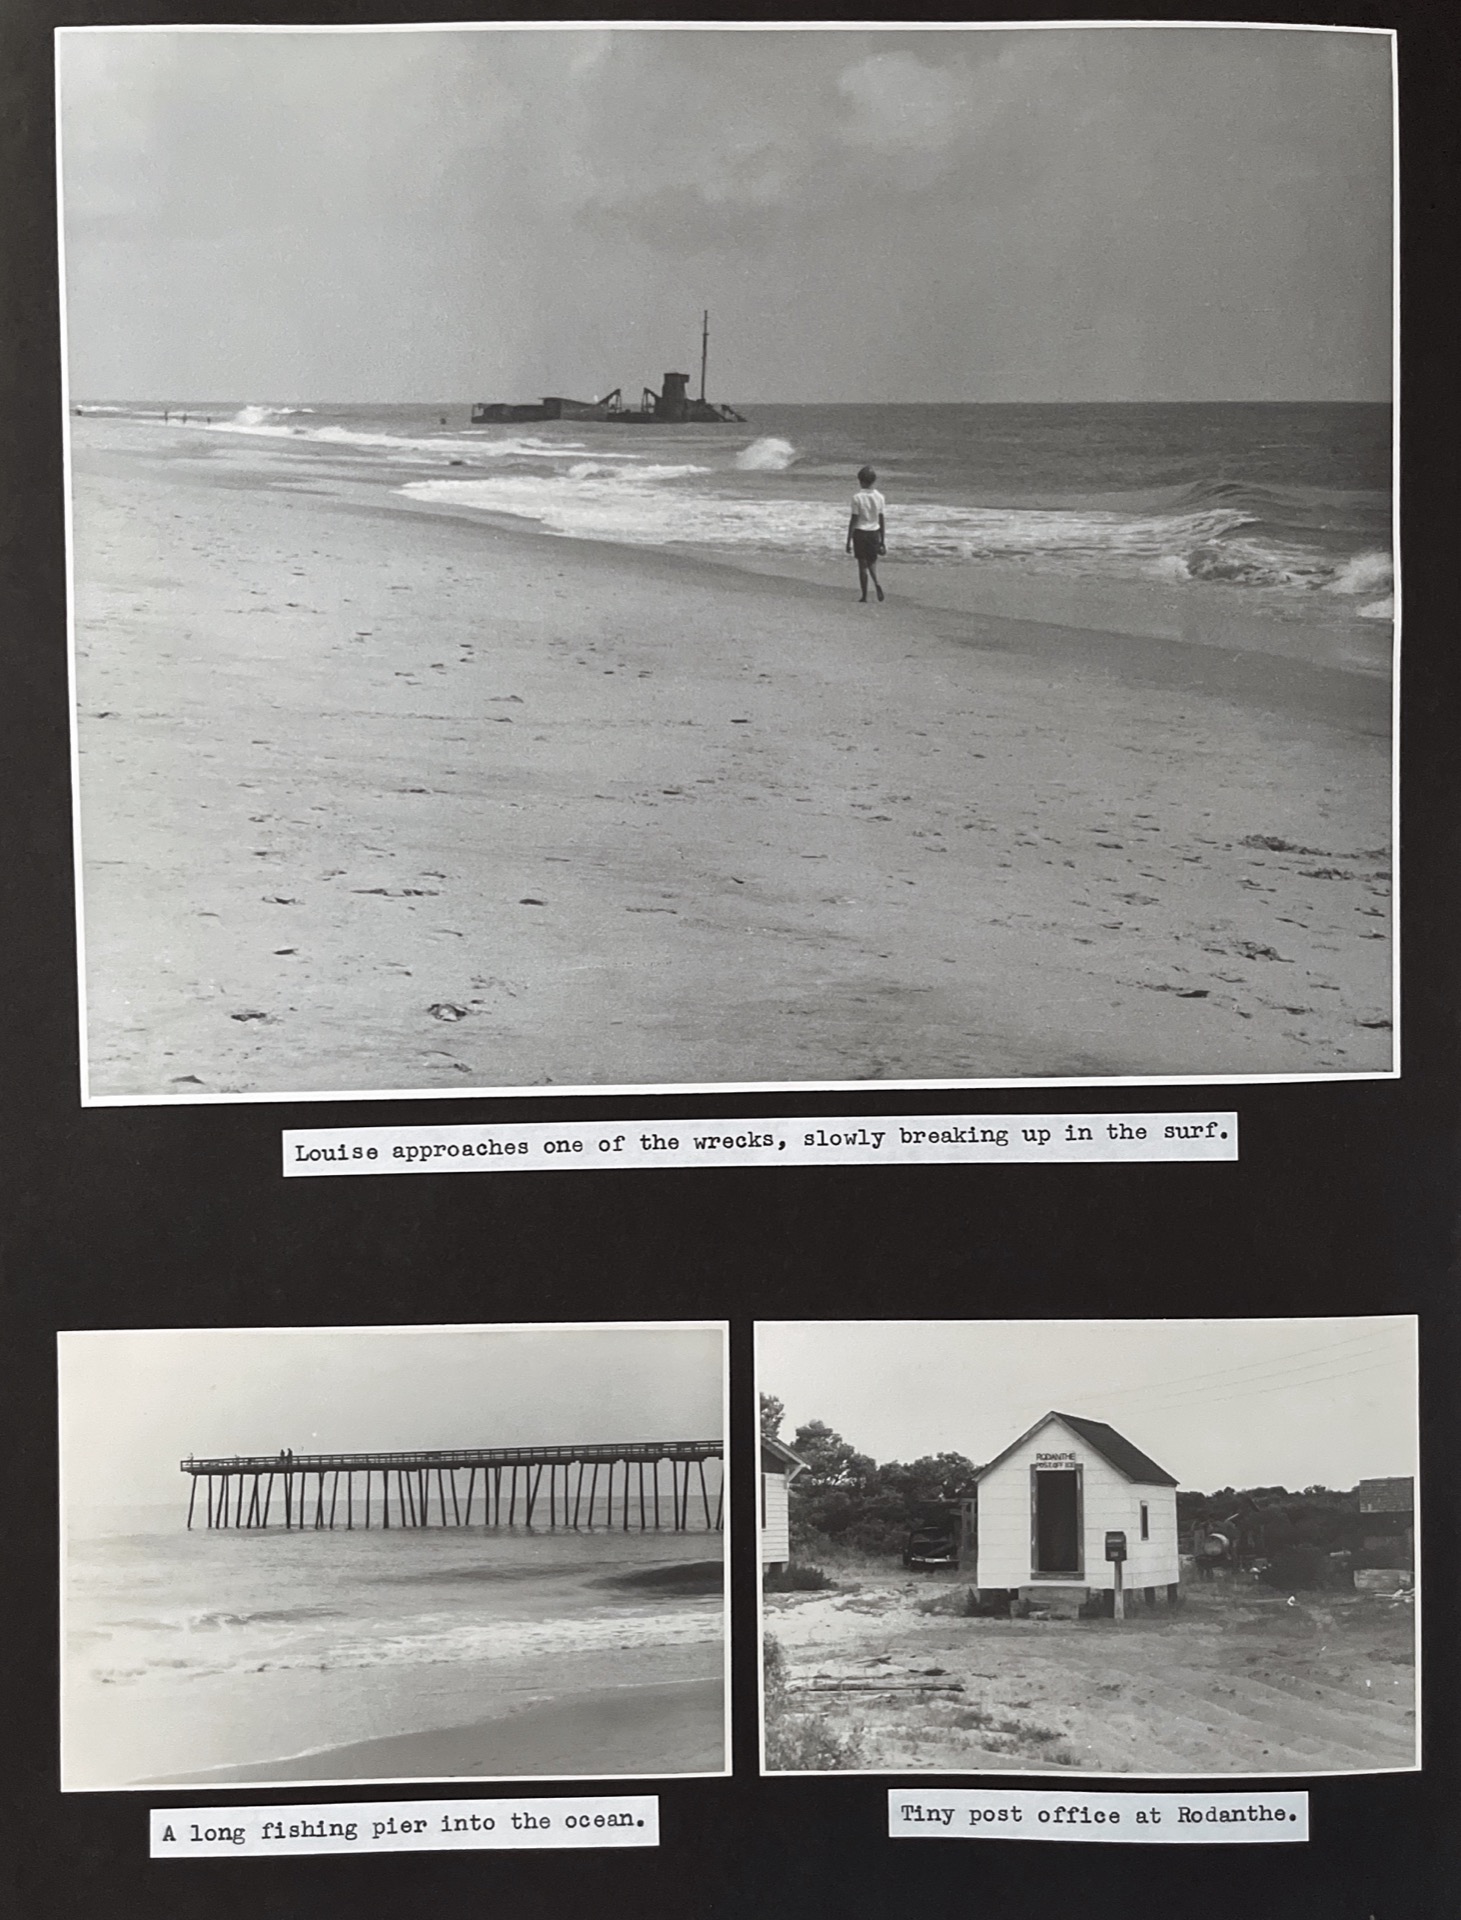 Louise approaches one of the wrecks, slowly breaking up in the surf.
RODANTHE
POST OFFICE
A long fishing pier into the ocean.
Tiny post office at Rodanthe.